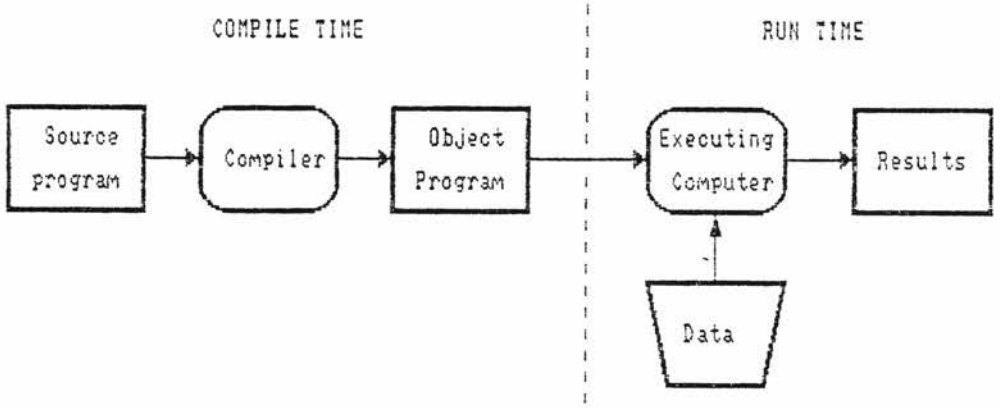 COMPILE TIME
RUN TIME
Source
program
Compiler
Object
Program
Executing
Computer
Results
Data